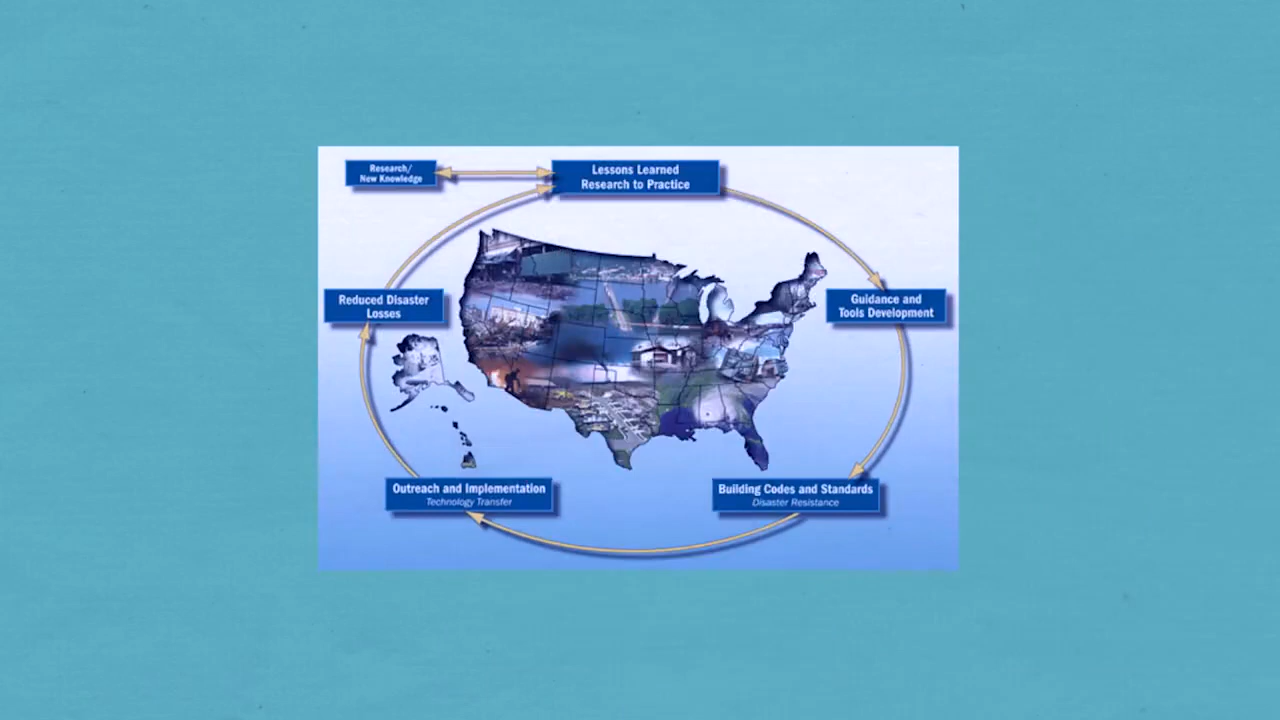 Research/
New Knowledge
Lessons Learned
Research to Practice
Reduced Disaster
Losses
Guidance and
Tools Development
Outreach and Implementation
Technology Transfer
Building Codes and Standards
Disaster Resistance